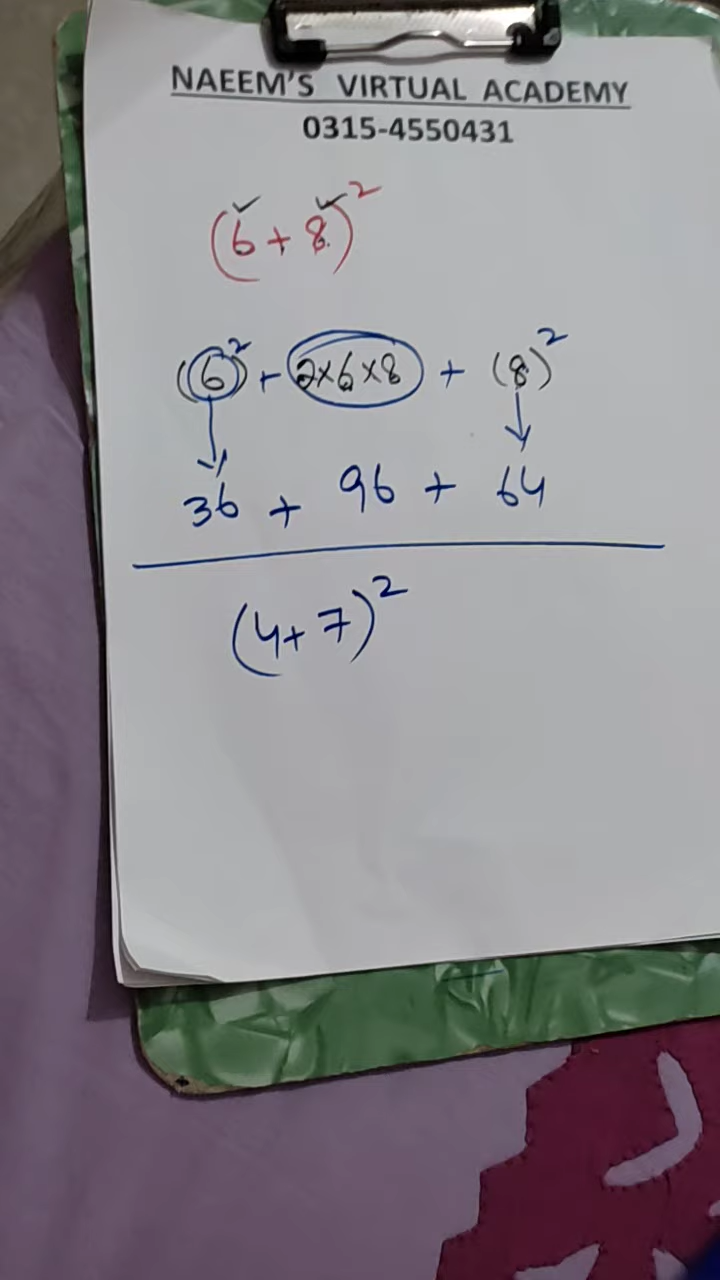 NAEEM'S VIRTUAL ACADEMY
0315-4550431
(6+8)²
(6)² + 2×6×8 + (8)²
36 + 96 + 64
(4+7)²